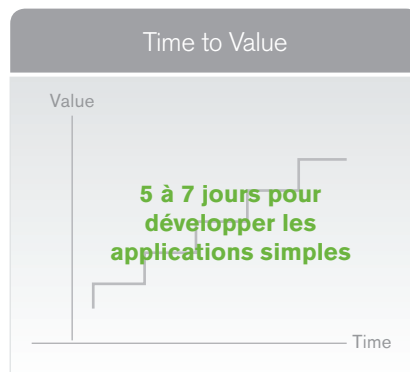 Time to Value
Value
5 à 7 jours pour
développer les
applications simples
Time